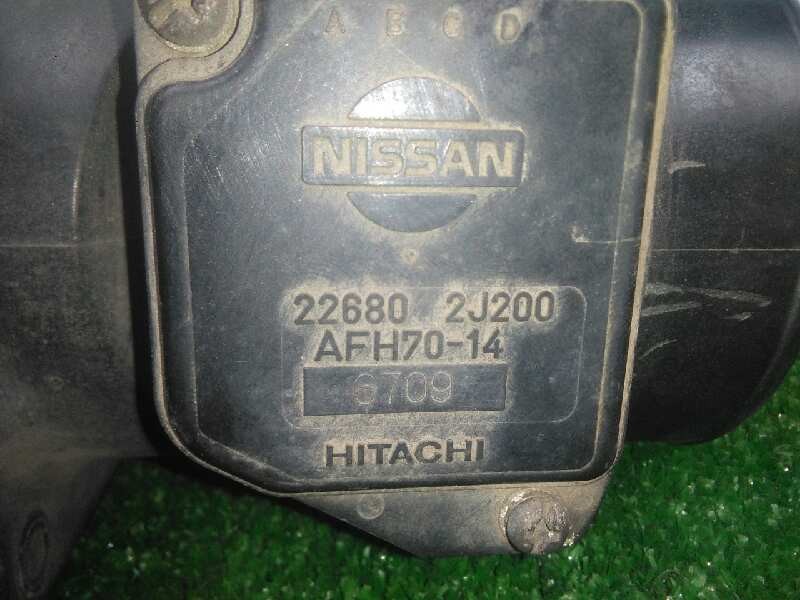 A B C D
NISSAN
22680 2J200
AFH70-14
6709
HITACHI